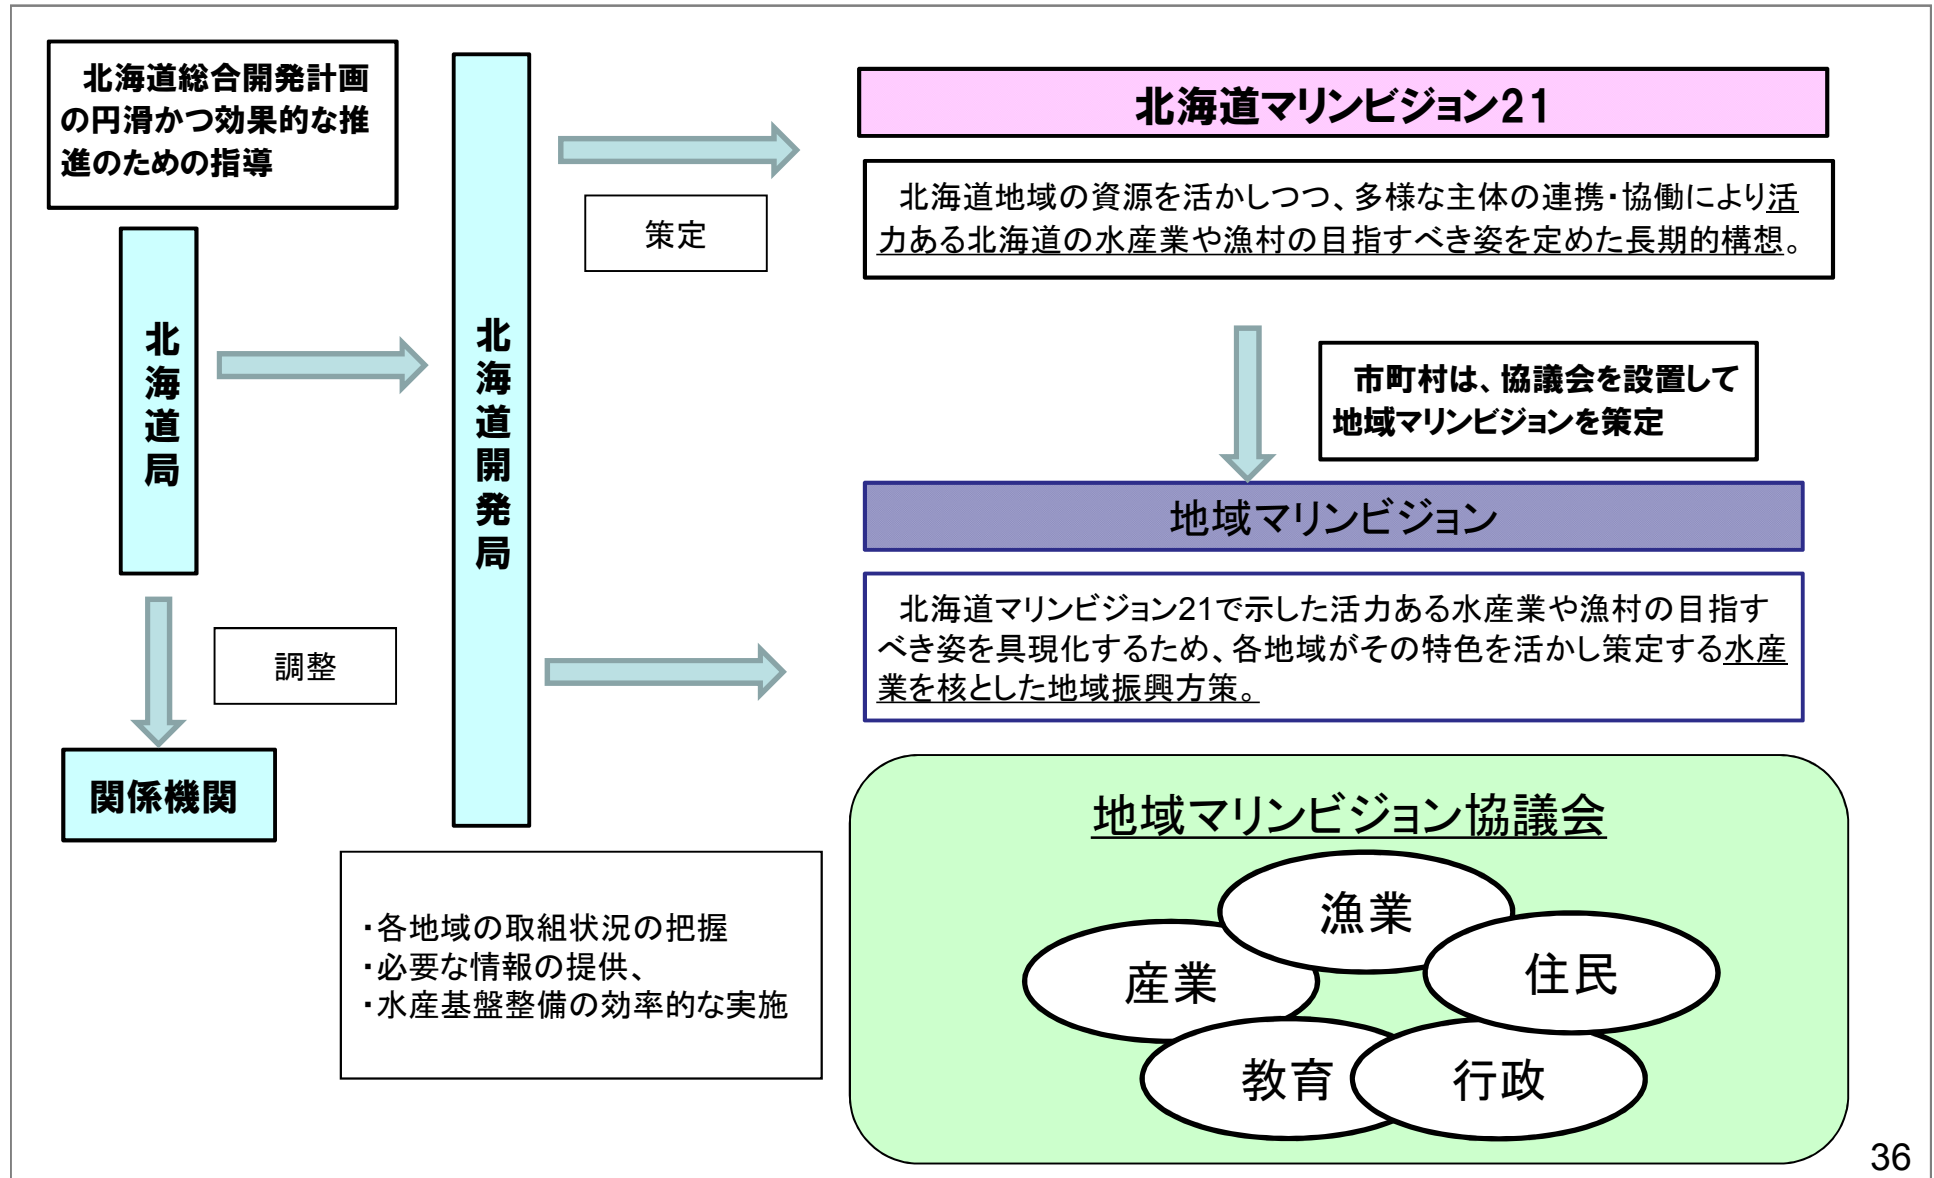 北海道総合開発計画
の円滑かつ効果的な推
進のための指導
北海道局
調整
関係機関
北海道開発局
・各地域の取組状況の把握
・必要な情報の提供、
・水産基盤整備の効率的な実施
策定
北海道マリンビジョン21
北海道地域の資源を活かしつつ、多様な主体の連携・協働により活
力ある北海道の水産業や漁村の目指すべき姿を定めた長期的構想。
市町村は、協議会を設置して
地域マリンビジョンを策定
地域マリンビジョン
北海道マリンビジョン21で示した活力ある水産業や漁村の目指す
べき姿を具現化するため、各地域がその特色を活かし策定する水産
業を核とした地域振興方策。
地域マリンビジョン協議会
漁業
産業
住民
教育
行政
36